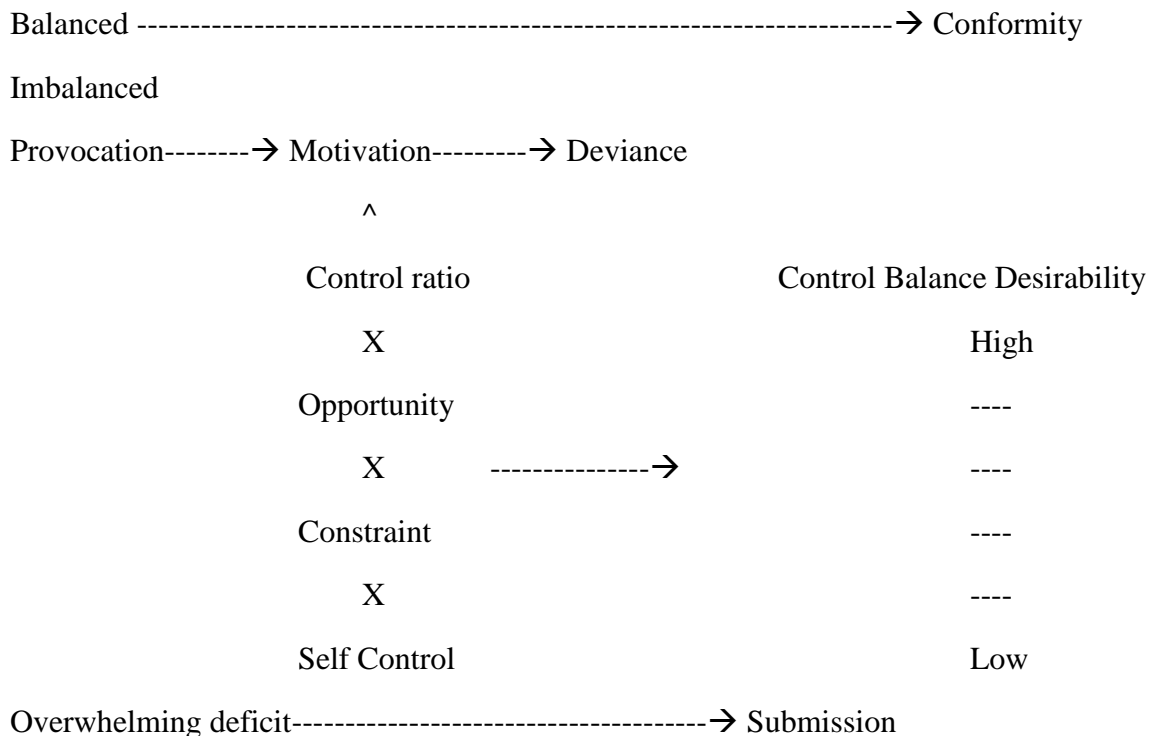 Balanced -----------------------------------------------------------------------→ Conformity
Imbalanced
Provocation--------→ Motivation---------→ Deviance
^
Control ratio Control Balance Desirability
X High
Opportunity ----
X ---------------→ ----
Constraint ----
X ----
Self Control Low
Overwhelming deficit---------------------------------------→ Submission